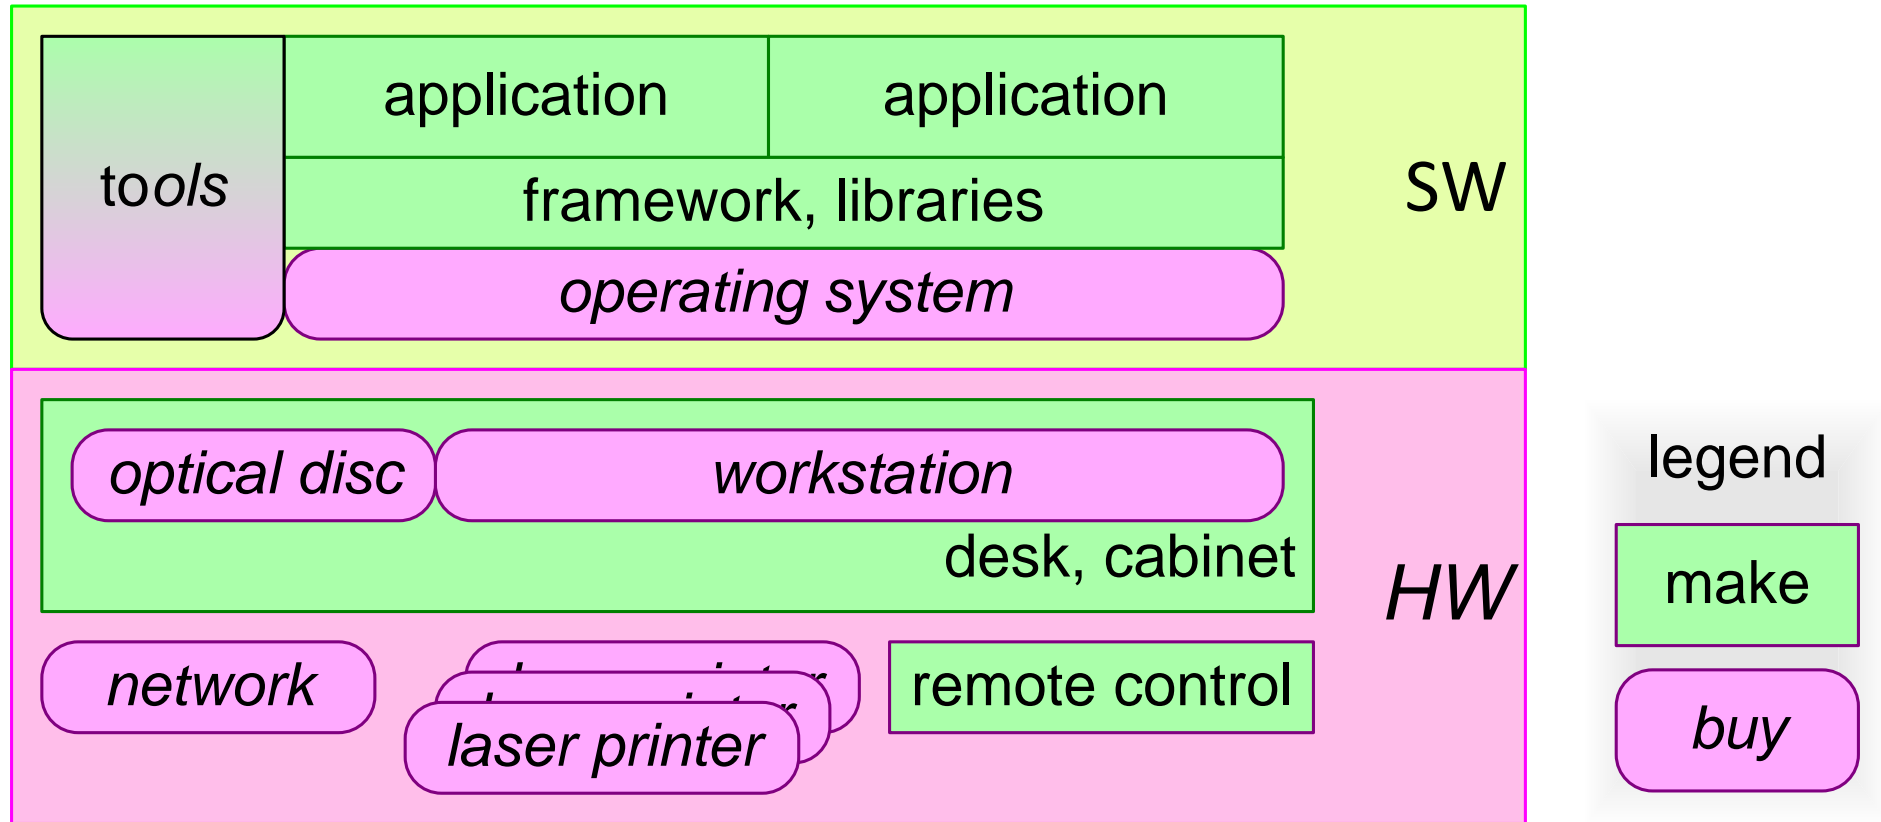 application
application
tools
framework, libraries
SW
operating system
optical disc
workstation
desk, cabinet
HW
network
laser printer
remote control
legend
make
buy